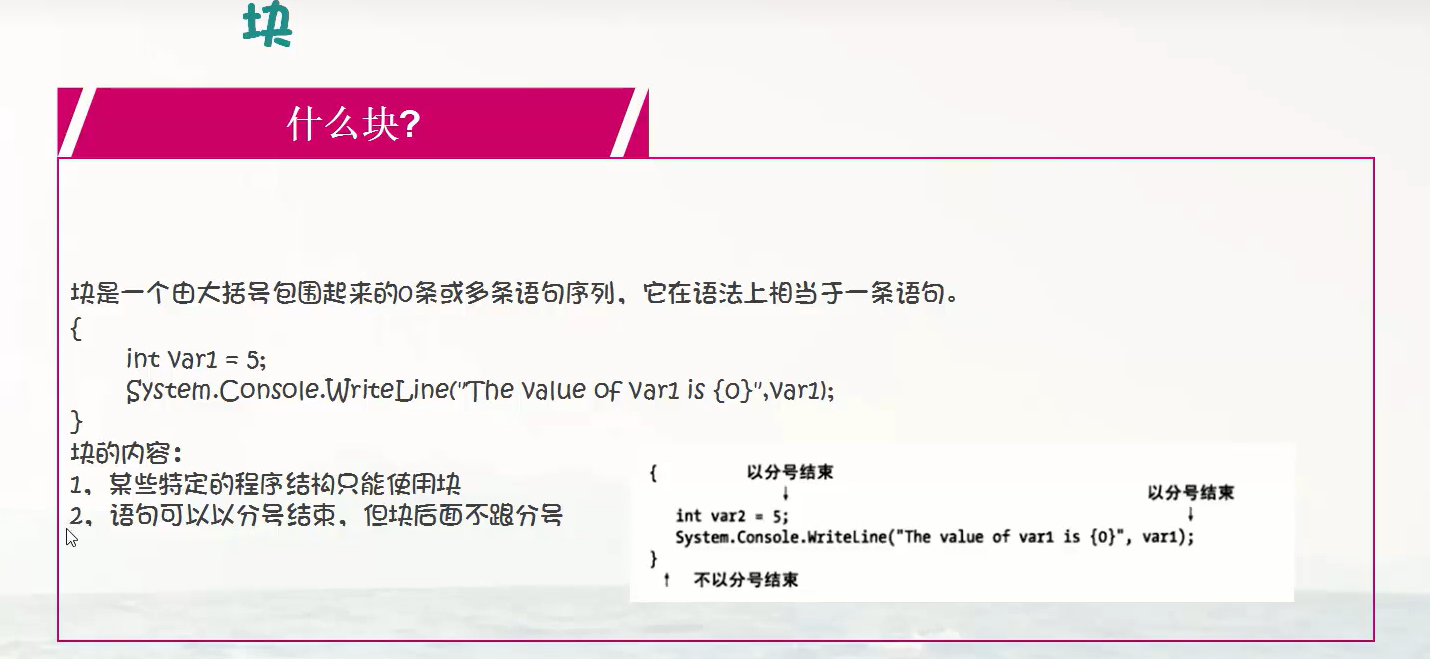 块
什么块?
块是一个由大括号包围起来的0条或多条语句序列，它在语法上相当于一条语句。
{
int var1 = 5;
System.Console.WriteLine("The value of var1 is {0}",var1);
}
块的内容：
1，某些特定的程序结构只能使用块
2，语句可以以分号结束，但块后面不跟分号
{ 以分号结束
以分号结束
↓
↓
int var2 = 5;
System.Console.WriteLine("The value of var1 is {0}", var1);
}
↑ 不以分号结束